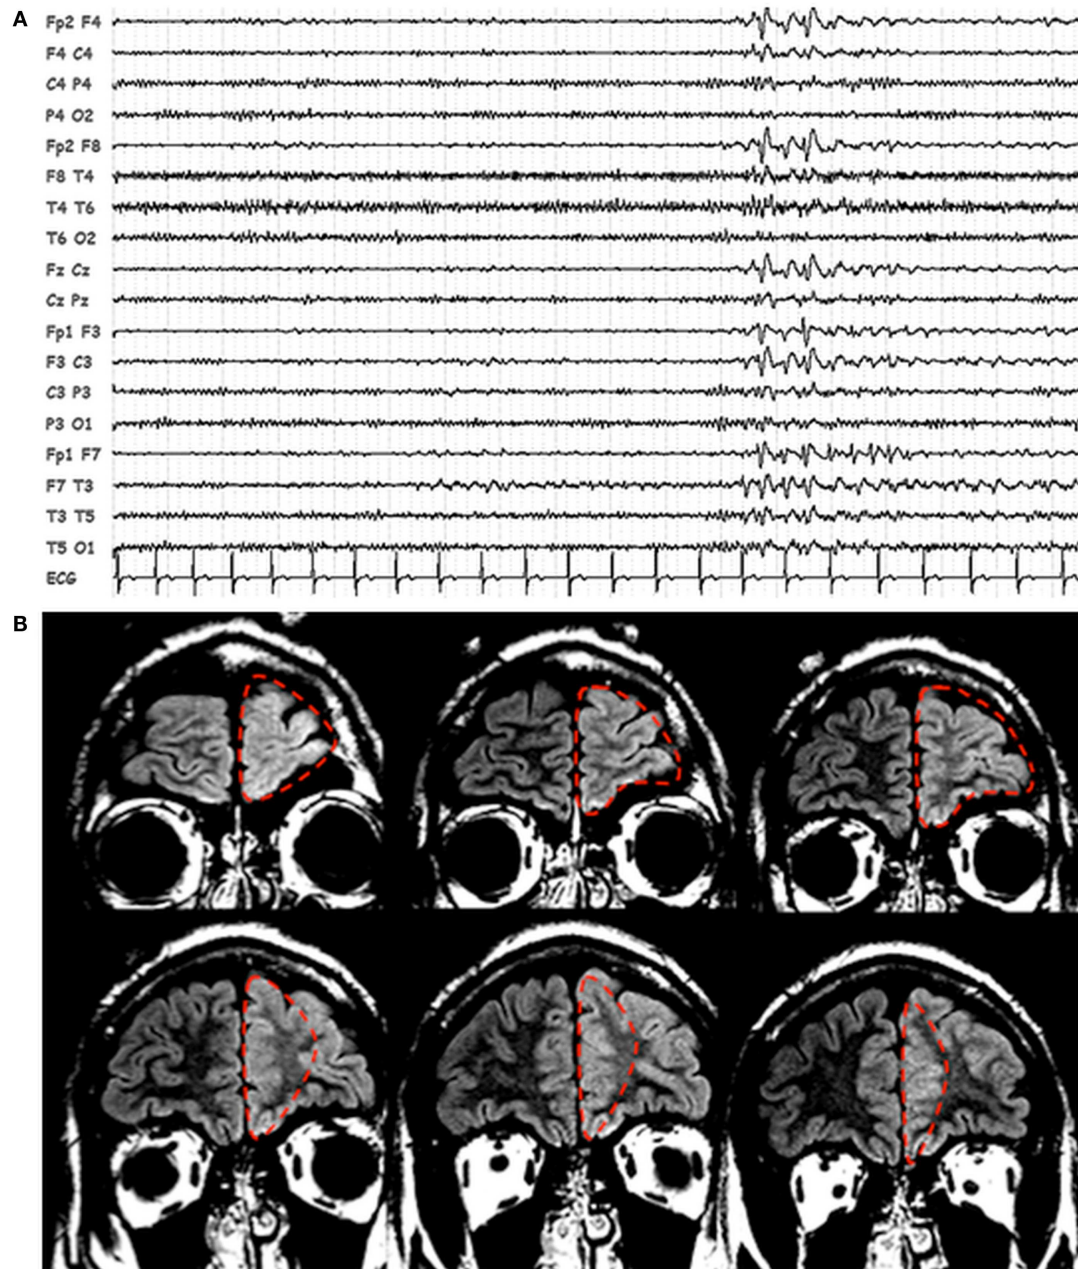 A
Fp2 F4
F4 C4
C4 P4
P4 O2
Fp2 F8
F8 T4
T4 T6
T6 O2
Fz Cz
Cz Pz
Fp1 F3
F3 C3
C3 P3
P3 O1
Fp1 F7
F7 T3
T3 T5
T5 O1
ECG
B